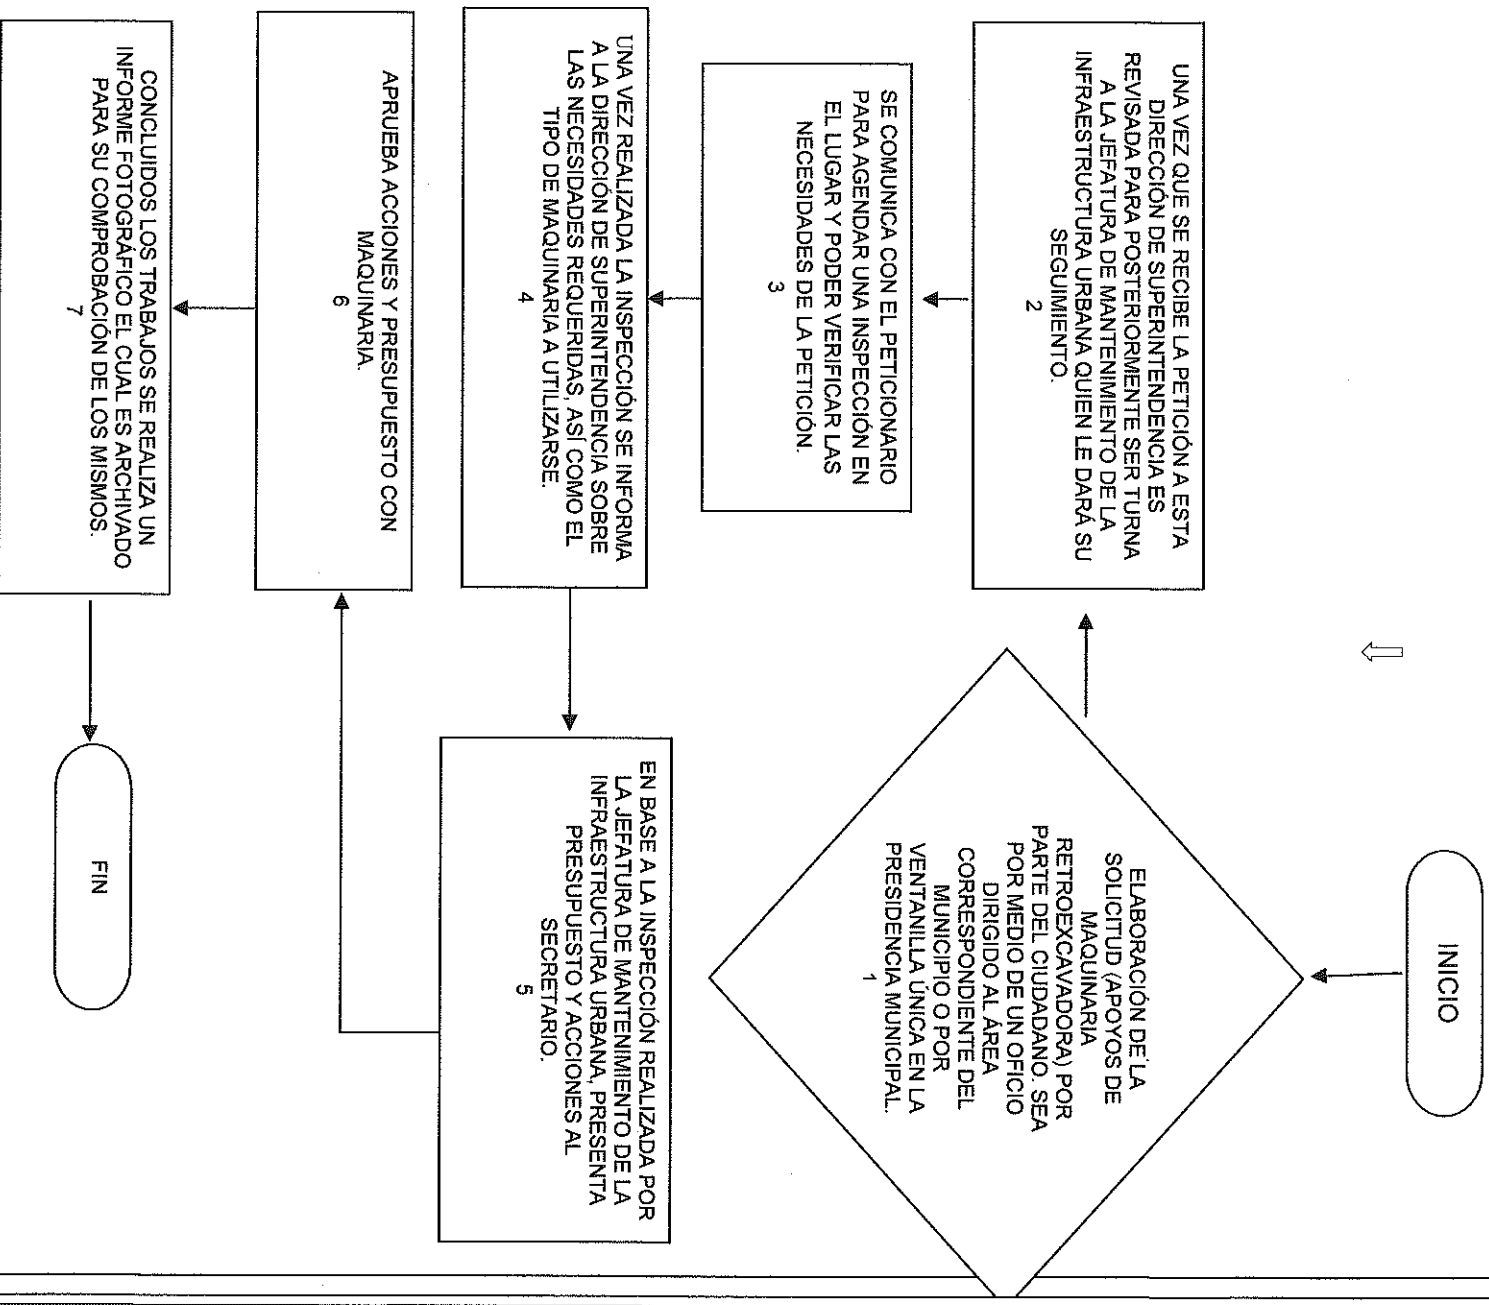 INICIO
ELABORACIÓN DE LA
SOLICITUD (APOYOS DE
MAQUINARIA
RETROEXCAVADORA) POR
PARTE DEL CIUDADANO. SEA
POR MEDIO DE UN OFICIO
DIRIGIDO AL ÁREA
CORRESPONDIENTE DEL
MUNICIPIO O POR
VENTANILLA ÚNICA EN LA
PRESIDENCIA MUNICIPAL.
1
UNA VEZ QUE SE RECIBE LA PETICIÓN A ESTA
DIRECCIÓN DE SUPERINTENDENCIA ES
REVISADA PARA POSTERIORMENTE SER TURNA
A LA JEFATURA DE MANTENIMIENTO DE LA
INFRAESTRUCTURA URBANA QUIEN LE DARÁ SU
SEGUIMIENTO.
2
SE COMUNICA CON EL PETICIONARIO
PARA AGENDAR UNA INSPECCIÓN EN
EL LUGAR Y PODER VERIFICAR LAS
NECESIDADES DE LA PETICIÓN.
3
UNA VEZ REALIZADA LA INSPECCIÓN SE INFORMA
A LA DIRECCIÓN DE SUPERINTENDENCIA SOBRE
LAS NECESIDADES REQUERIDAS, ASÍ COMO EL
TIPO DE MAQUINARIA A UTILIZARSE.
4
EN BASE A LA INSPECCIÓN REALIZADA POR
LA JEFATURA DE MANTENIMIENTO DE LA
INFRAESTRUCTURA URBANA, PRESENTA
PRESUPUESTO Y ACCIONES AL
SECRETARIO.
5
APRUEBA ACCIONES Y PRESUPUESTO CON
MAQUINARIA.
6
CONCLUIDOS LOS TRABAJOS SE REALIZA UN
INFORME FOTOGRÁFICO EL CUAL ES ARCHIVADO
PARA SU COMPROBACIÓN DE LOS MISMOS.
7
FIN